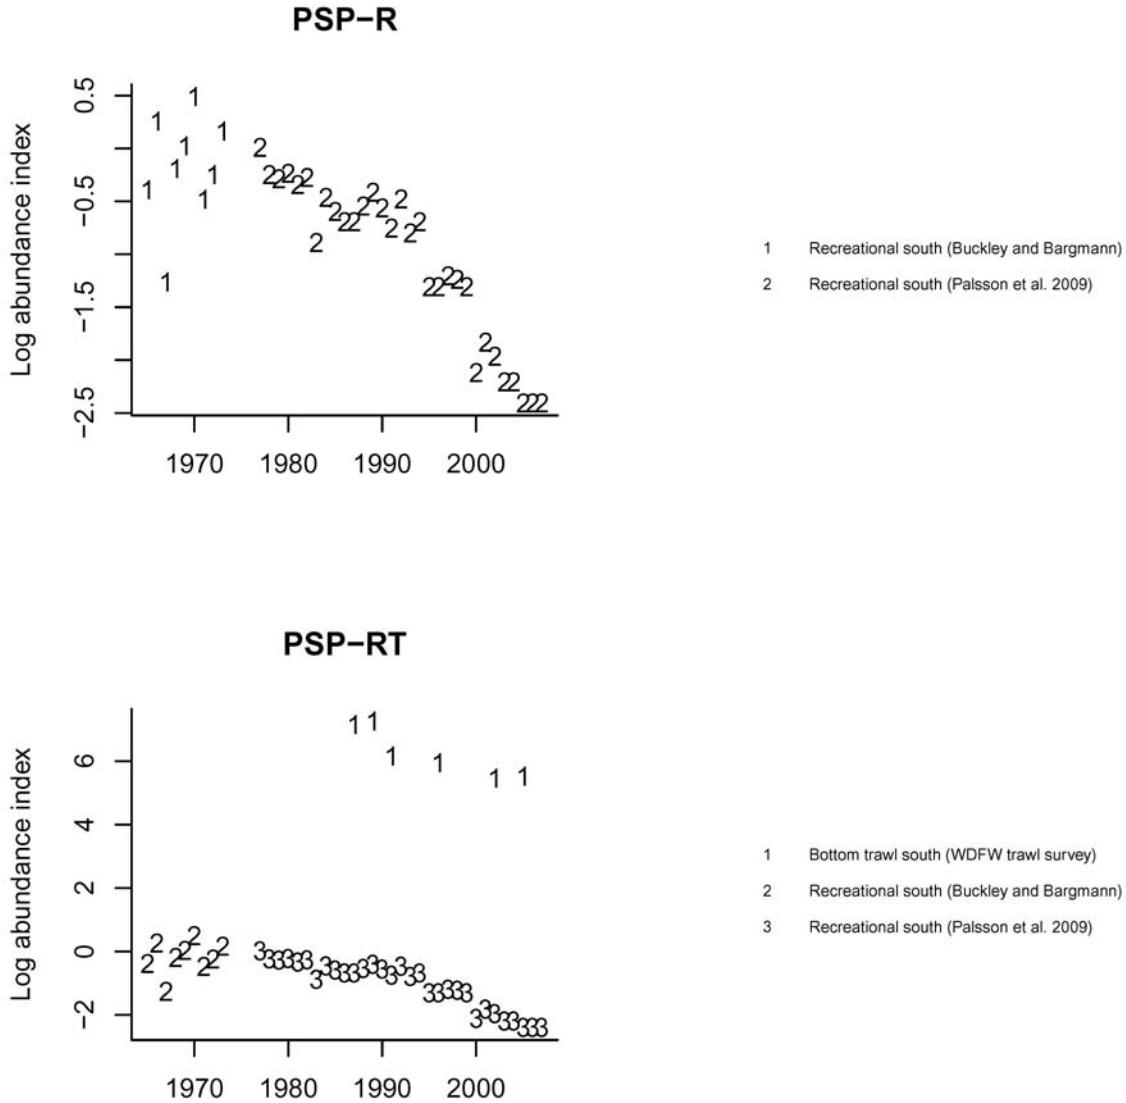 PSP−R
Log abundance index
0.5
−0.5
−1.5
−2.5
1970 1980 1990 2000
1 Recreational south (Buckley and Bargmann)
2 Recreational south (Palsson et al. 2009)
PSP−RT
Log abundance index
6
4
2
0
−2
1970 1980 1990 2000
1 Bottom trawl south (WDFW trawl survey)
2 Recreational south (Buckley and Bargmann)
3 Recreational south (Palsson et al. 2009)